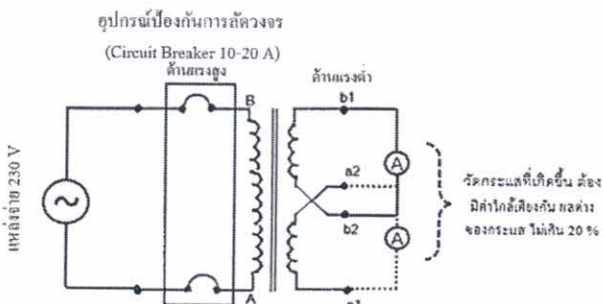 อุปกรณ์ป้องกันการลัดวงจร
(Circuit Breaker 10-20 A)
ด้านแรงสูง
ด้านแรงต่ำ
แหล่งจ่าย 230 V
B
A
b1
a2
b2
a1
A
A
วัดกระแสที่เกิดขึ้น ต้อง
มีค่าใกล้เคียงกัน ผลต่าง
ของกระแส ไม่เกิน 20 %